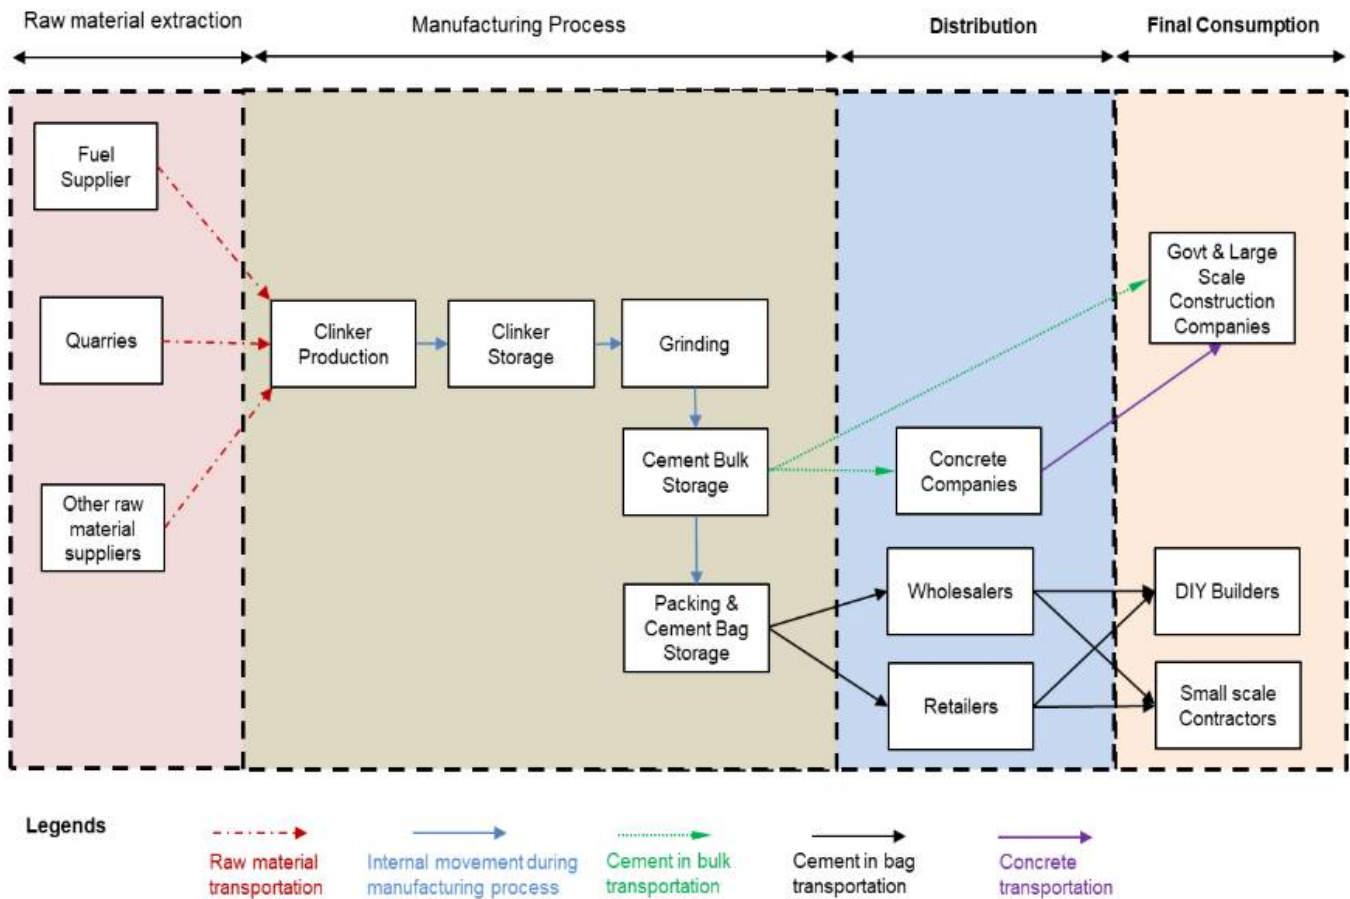 Raw material extraction
Manufacturing Process
Distribution
Final Consumption
Fuel
Supplier
Quarries
Other raw
material
suppliers
Clinker
Production
Clinker
Storage
Grinding
Cement Bulk
Storage
Packing &
Cement Bag
Storage
Concrete
Companies
Wholesalers
Retailers
Govt & Large
Scale
Construction
Companies
DIY Builders
Small scale
Contractors
Legends
Raw material
transportation
Internal movement during
manufacturing process
Cement in bulk
transportation
Cement in bag
transportation
Concrete
transportation